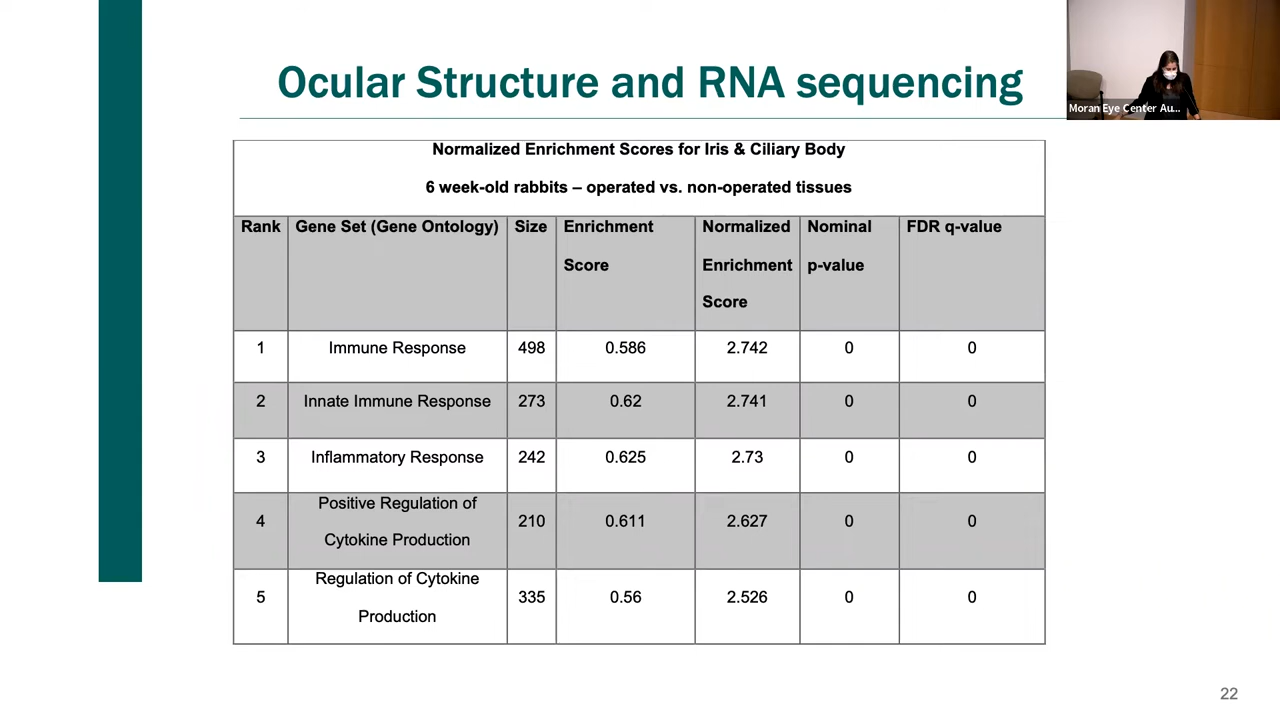 Ocular Structure and RNA sequencing
Moran Eye Center Au...
Normalized Enrichment Scores for Iris & Ciliary Body
6 week-old rabbits – operated vs. non-operated tissues
Rank Gene Set (Gene Ontology) Size Enrichment Score Normalized Enrichment Score Nominal p-value FDR q-value
1 Immune Response 498 0.586 2.742 0 0
2 Innate Immune Response 273 0.62 2.741 0 0
3 Inflammatory Response 242 0.625 2.73 0 0
4 Positive Regulation of Cytokine Production 210 0.611 2.627 0 0
5 Regulation of Cytokine Production 335 0.56 2.526 0 0
22